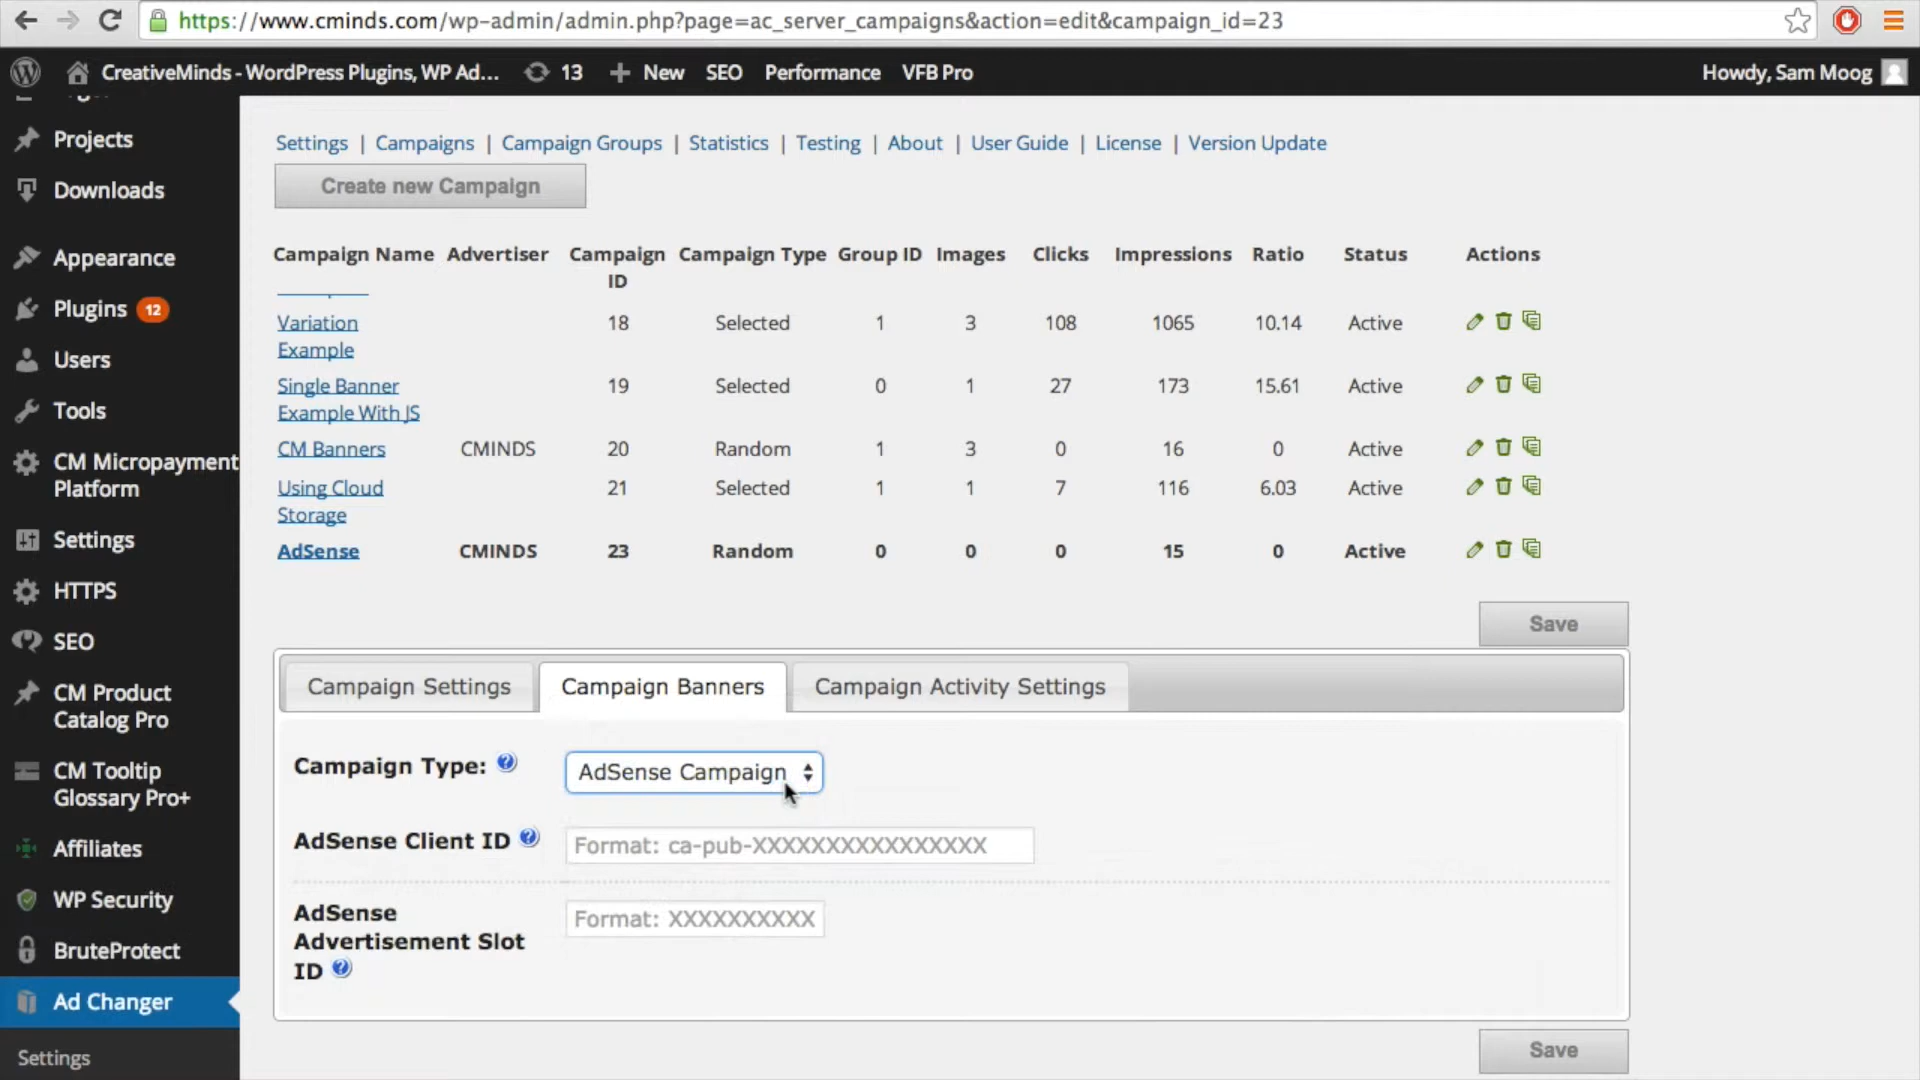 https://www.cminds.com/wp-admin/admin.php?page=ac_server_campaigns&action=edit&campaign_id=23
CreativeMinds - WordPress Plugins, WP Ad... 13 New SEO Performance VFB Pro Howdy, Sam Moog
Projects
Downloads
Appearance
Plugins 12
Users
Tools
CM Micropayment
Platform
Settings
HTTPS
SEO
CM Product
Catalog Pro
CM Tooltip
Glossary Pro+
Affiliates
WP Security
BruteProtect
Ad Changer
Settings
Settings | Campaigns | Campaign Groups | Statistics | Testing | About | User Guide | License | Version Update
Create new Campaign
Campaign Name Advertiser Campaign ID Campaign Type Group ID Images Clicks Impressions Ratio Status Actions
Variation Example 18 Selected 1 3 108 1065 10.14 Active
Single Banner Example With JS 19 Selected 0 1 27 173 15.61 Active
CM Banners CMINDS 20 Random 1 3 0 16 0 Active
Using Cloud Storage 21 Selected 1 1 7 116 6.03 Active
AdSense CMINDS 23 Random 0 0 0 15 0 Active
Save
Campaign Settings Campaign Banners Campaign Activity Settings
Campaign Type: ? AdSense Campaign
AdSense Client ID ? Format: ca-pub-XXXXXXXXXXXXXXXX
AdSense
Advertisement Slot
ID ?
Format: XXXXXXXXXX
Save